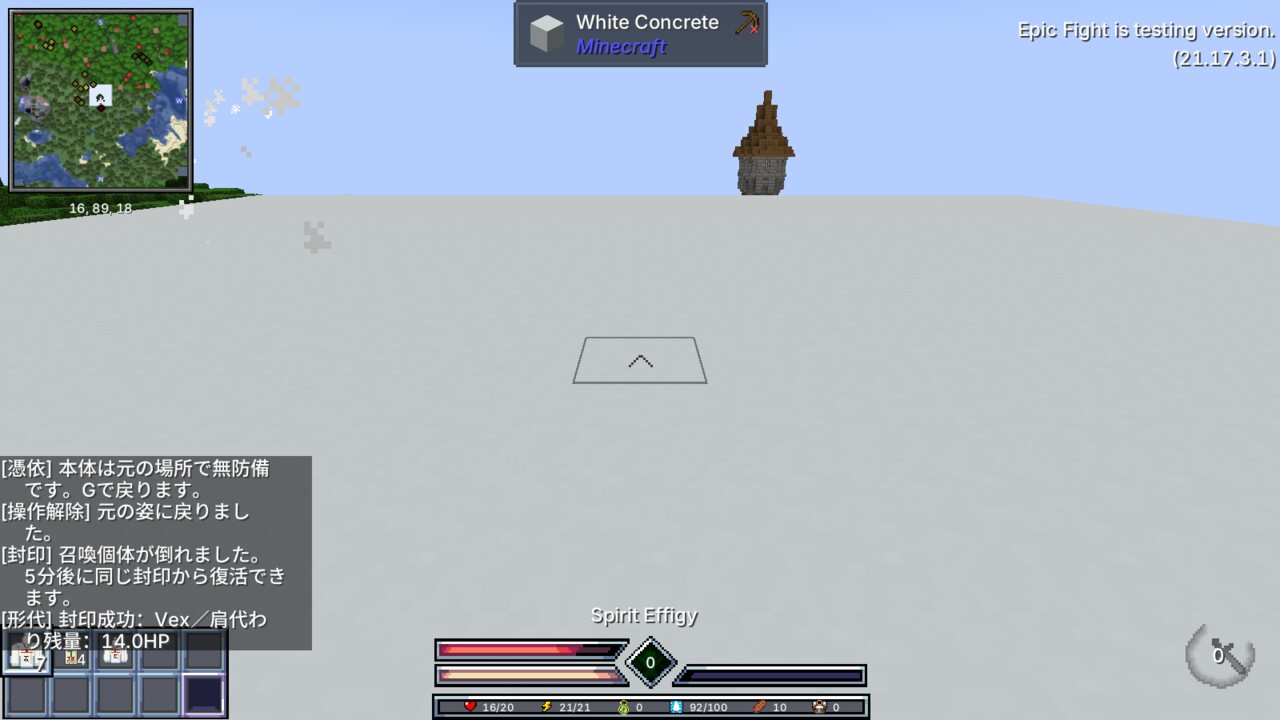 White Concrete
Minecraft
Epic Fight is testing version.
(21.17.3.1)
S
E
W
N
16, 89, 18
[憑依] 本体は元の場所で無防備
です。Gで戻ります。
[操作解除] 元の姿に戻りまし
た。
[封印] 召喚個体が倒れました。
5分後に同じ封印から復活でき
ます。
[形代] 封印成功: Vex／肩代わ
り残量: 14.0HP
7
4
Spirit Effigy
0
16/20
21/21
0
92/100
10
0
0